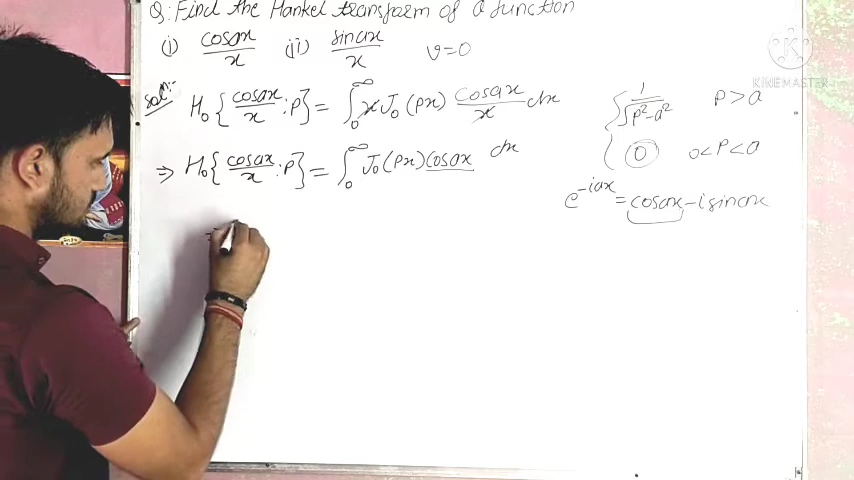 Q: Find the Hankel transform of a function
(i) cosax/x (ii) sinax/x ν=0
Solⁿ:- H₀{cosax/x ; P} = ∫₀^∞ x J₀(px) cosax/x dx
⇒ H₀{cosax/x ; P} = ∫₀^∞ J₀(px) cosax dx
{ 1/√(p²-a²) P>a
0 0<P<a
e^(-iax) = cosax - i sinax
KINEMASTER